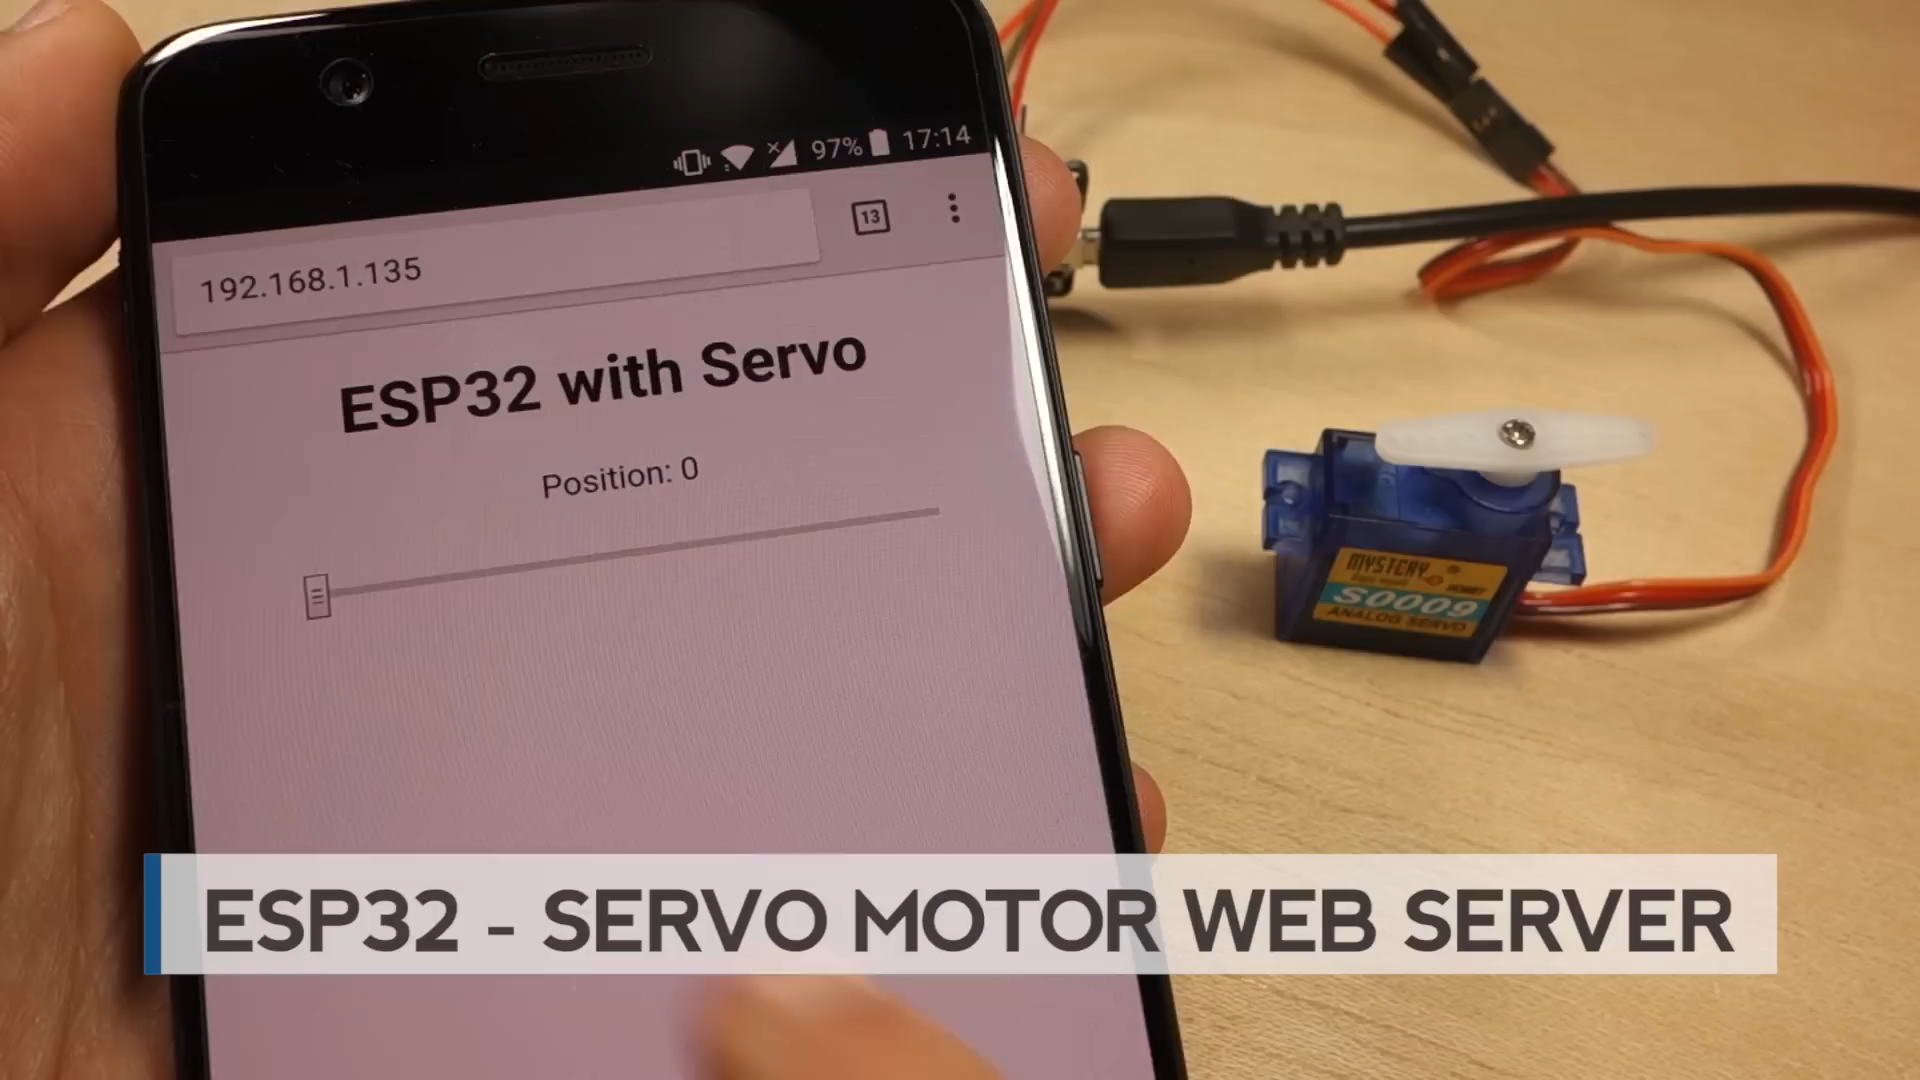 97% 17:14
192.168.1.135
13
ESP32 with Servo
Position: 0
MYSTERY
HOBBY
S0009
ANALOG SERVO
ESP32 - SERVO MOTOR WEB SERVER